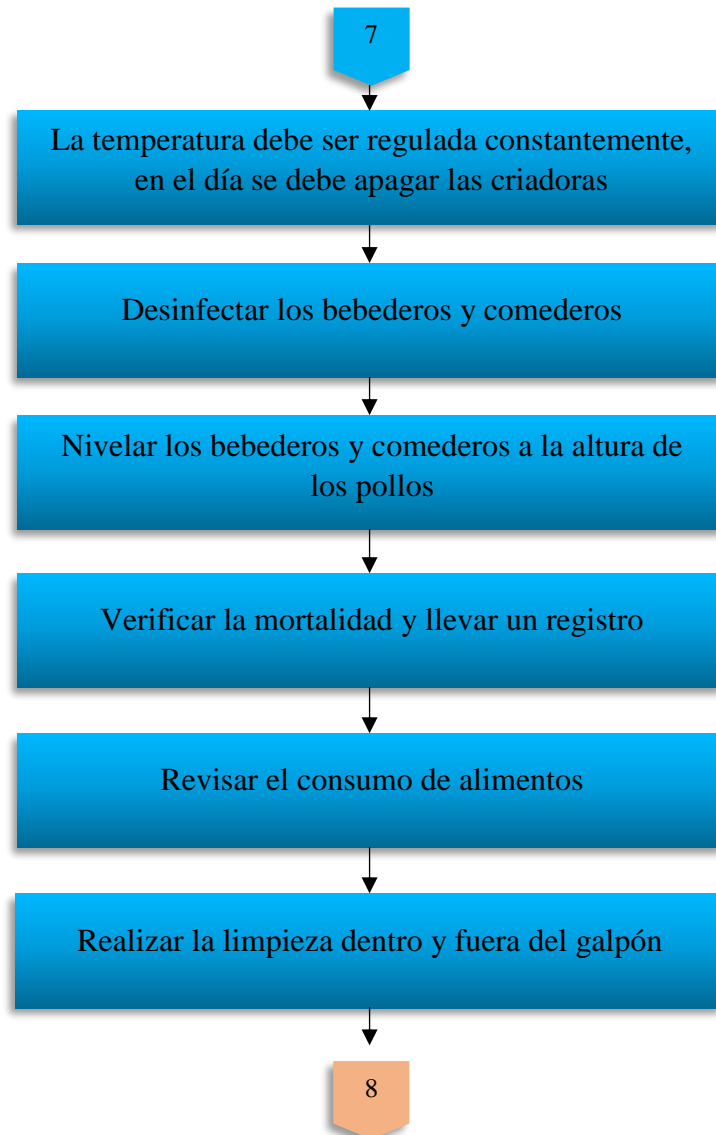 7
La temperatura debe ser regulada constantemente,
en el día se debe apagar las criadoras
Desinfectar los bebederos y comederos
Nivelar los bebederos y comederos a la altura de
los pollos
Verificar la mortalidad y llevar un registro
Revisar el consumo de alimentos
Realizar la limpieza dentro y fuera del galpón
8